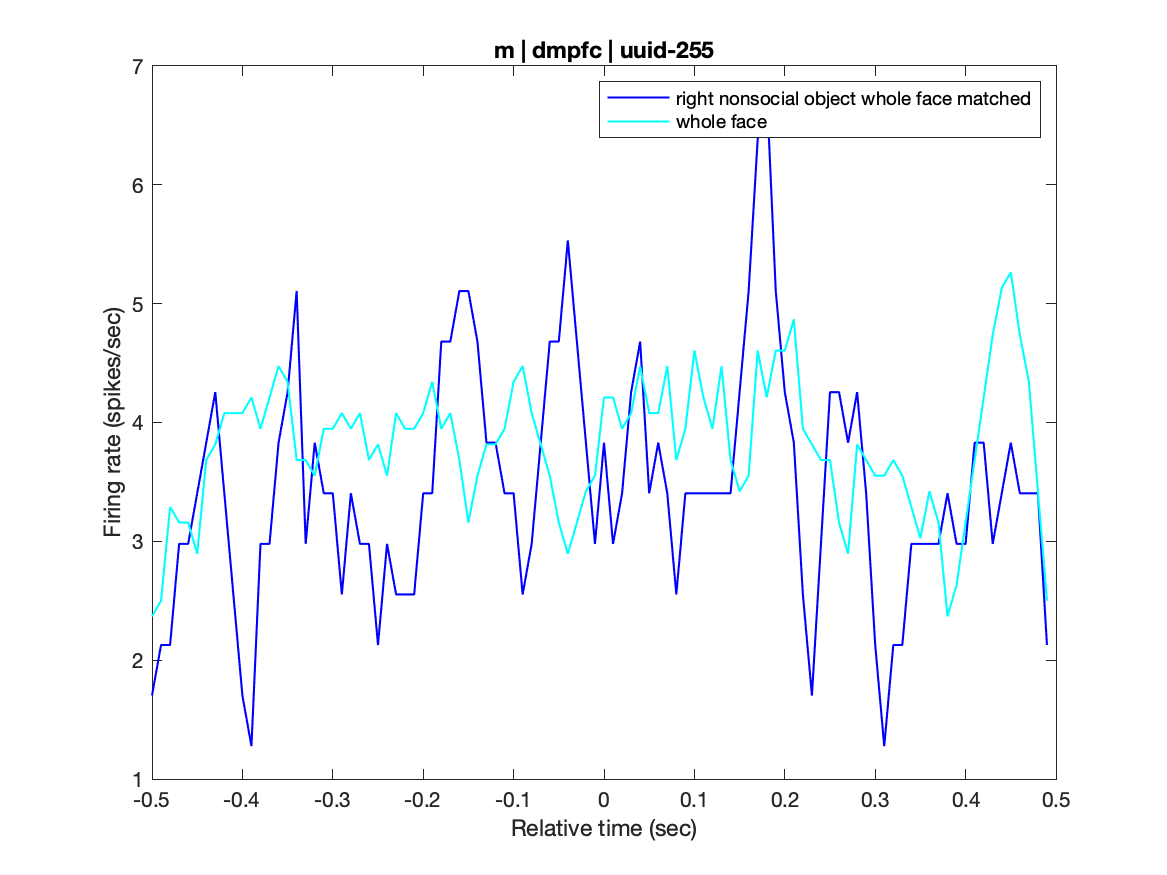 m | dmpfc | uuid-255
right nonsocial object whole face matched
whole face
Firing rate (spikes/sec)
7
6
5
4
3
2
1
-0.5 -0.4 -0.3 -0.2 -0.1 0 0.1 0.2 0.3 0.4 0.5
Relative time (sec)